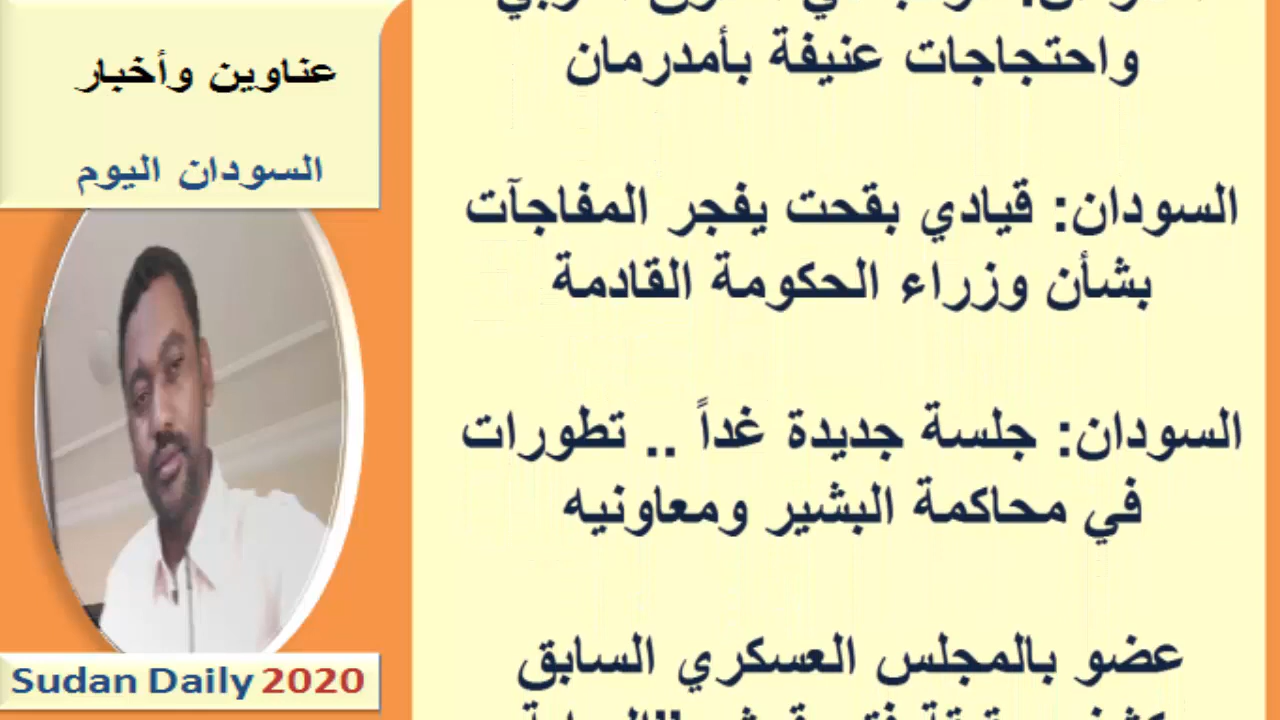 عناوين وأخبار
السودان اليوم
Sudan Daily 2020
واحتجاجات عنيفة بأمدرمان
السودان: قيادي بقحت يفجر المفاجآت
بشأن وزراء الحكومة القادمة
السودان: جلسة جديدة غداً .. تطورات
في محاكمة البشير ومعاونيه
عضو بالمجلس العسكري السابق